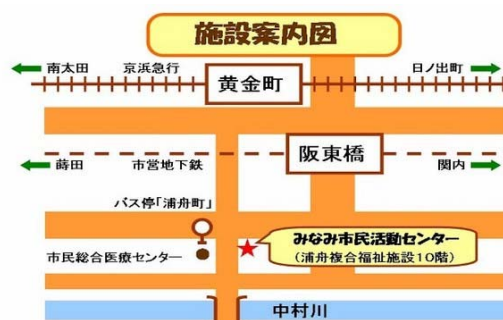 施設案内図
南太田
京浜急行
黄金町
日ノ出町
蒔田
市営地下鉄
阪東橋
関内
バス停「浦舟町」
みなみ市民活動センター
(浦舟複合福祉施設10階)
市民総合医療センター
中村川